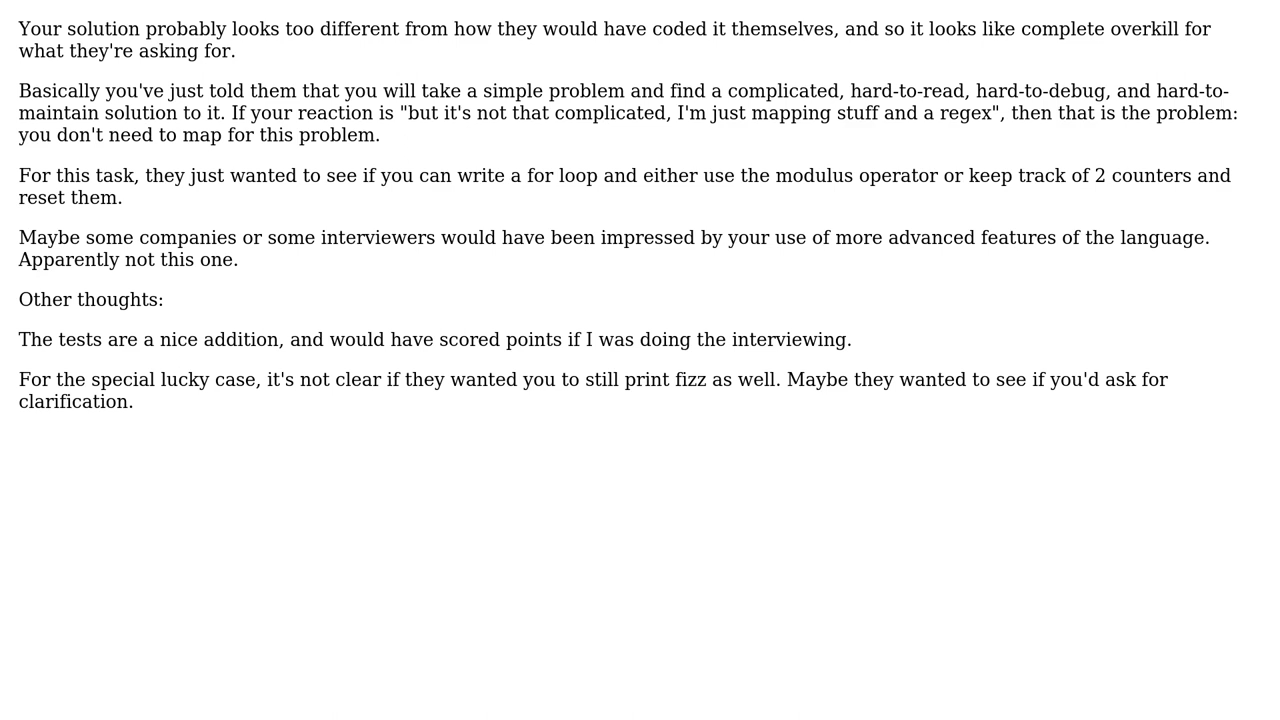 Your solution probably looks too different from how they would have coded it themselves, and so it looks like complete overkill for
what they're asking for.
Basically you've just told them that you will take a simple problem and find a complicated, hard-to-read, hard-to-debug, and hard-to-
maintain solution to it. If your reaction is "but it's not that complicated, I'm just mapping stuff and a regex", then that is the problem:
you don't need to map for this problem.
For this task, they just wanted to see if you can write a for loop and either use the modulus operator or keep track of 2 counters and
reset them.
Maybe some companies or some interviewers would have been impressed by your use of more advanced features of the language.
Apparently not this one.
Other thoughts:
The tests are a nice addition, and would have scored points if I was doing the interviewing.
For the special lucky case, it's not clear if they wanted you to still print fizz as well. Maybe they wanted to see if you'd ask for
clarification.